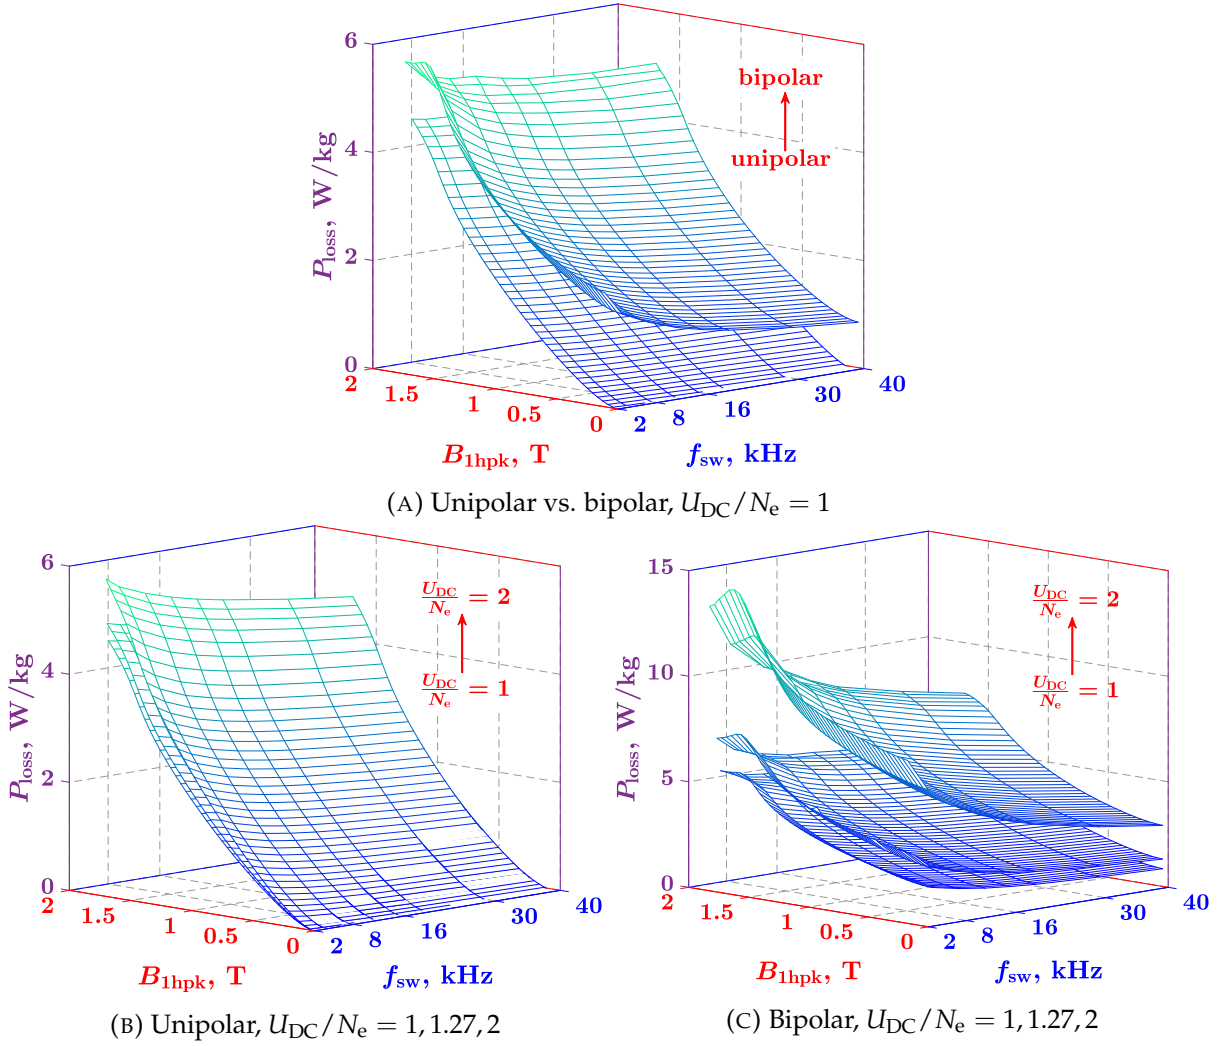 6
4
2
0
P_loss, W/kg
bipolar
unipolar
2
1.5
1
0.5
0
2
8
16
30
40
B_1hpk, T
f_sw, kHz
(A) Unipolar vs. bipolar, U_DC/N_e = 1
6
4
2
0
P_loss, W/kg
U_DC/N_e = 2
U_DC/N_e = 1
2
1.5
1
0.5
0
2
8
16
30
40
B_1hpk, T
f_sw, kHz
(B) Unipolar, U_DC/N_e = 1, 1.27, 2
15
10
5
0
P_loss, W/kg
U_DC/N_e = 2
U_DC/N_e = 1
2
1.5
1
0.5
0
2
8
16
30
40
B_1hpk, T
f_sw, kHz
(C) Bipolar, U_DC/N_e = 1, 1.27, 2